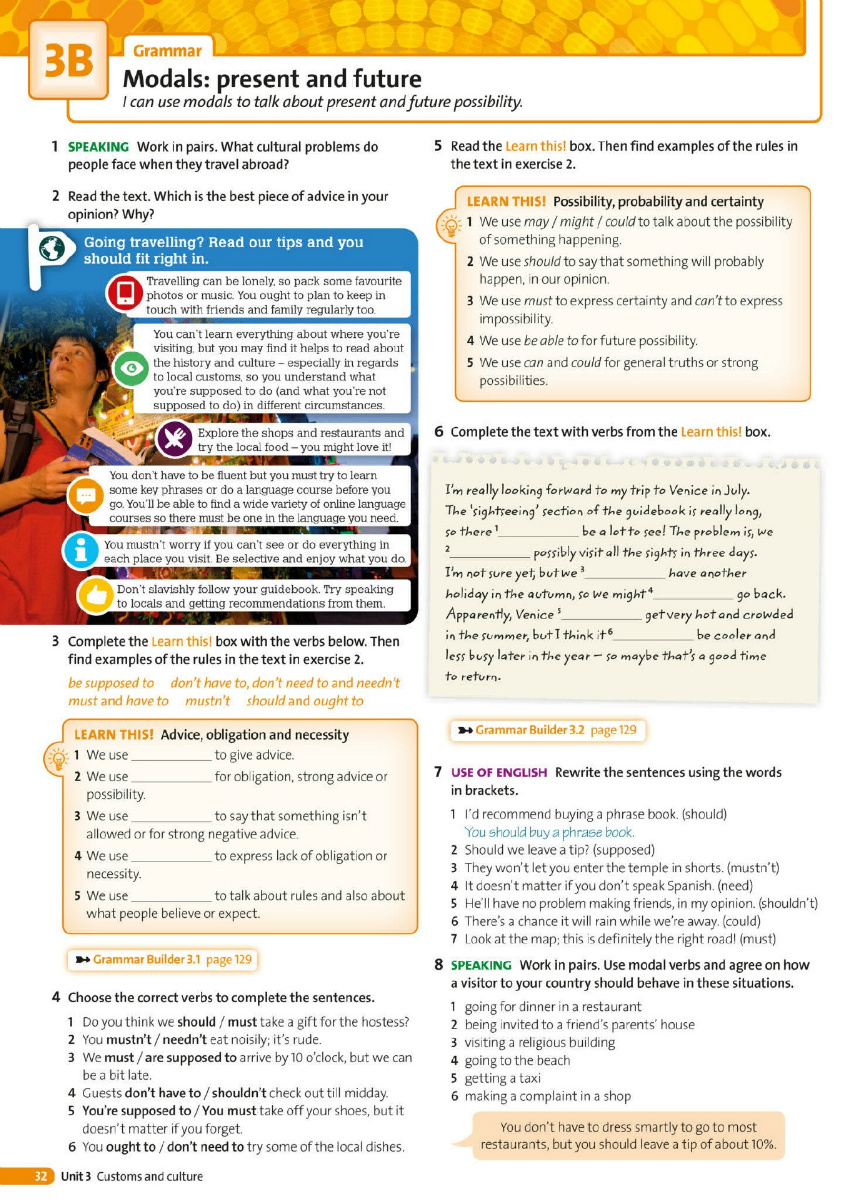 3B
Grammar
Modals: present and future
I can use modals to talk about present and future possibility.
1 SPEAKING Work in pairs. What cultural problems do
people face when they travel abroad?
2 Read the text. Which is the best piece of advice in your
opinion? Why?
Going travelling? Read our tips and you
should fit right in.
Travelling can be lonely, so pack some favourite
photos or music. You ought to plan to keep in
touch with friends and family regularly too.
You can't learn everything about where you're
visiting, but you may find it helps to read about
the history and culture – especially in regards
to local customs, so you understand what
you're supposed to do (and what you're not
supposed to do) in different circumstances.
Explore the shops and restaurants and
try the local food – you might love it!
You don't have to be fluent but you must try to learn
some key phrases or do a language course before you
go. You'll be able to find a wide variety of online language
courses so there must be one in the language you need.
You mustn't worry if you can't see or do everything in
each place you visit. Be selective and enjoy what you do.
Don't slavishly follow your guidebook. Try speaking
to locals and getting recommendations from them.
3 Complete the Learn this! box with the verbs below. Then
find examples of the rules in the text in exercise 2.
be supposed to don't have to, don't need to and needn't
must and have to mustn't should and ought to
LEARN THIS! Advice, obligation and necessity
1 We use ____________ to give advice.
2 We use ____________ for obligation, strong advice or
possibility.
3 We use ____________ to say that something isn't
allowed or for strong negative advice.
4 We use ____________ to express lack of obligation or
necessity.
5 We use ____________ to talk about rules and also about
what people believe or expect.
Grammar Builder 3.1 page 129
4 Choose the correct verbs to complete the sentences.
1 Do you think we should / must take a gift for the hostess?
2 You mustn't / needn't eat noisily; it's rude.
3 We must / are supposed to arrive by 10 o'clock, but we can
be a bit late.
4 Guests don't have to / shouldn't check out till midday.
5 You're supposed to / You must take off your shoes, but it
doesn't matter if you forget.
6 You ought to / don't need to try some of the local dishes.
5 Read the Learn this! box. Then find examples of the rules in
the text in exercise 2.
LEARN THIS! Possibility, probability and certainty
1 We use may / might / could to talk about the possibility
of something happening.
2 We use should to say that something will probably
happen, in our opinion.
3 We use must to express certainty and can't to express
impossibility.
4 We use be able to for future possibility.
5 We use can and could for general truths or strong
possibilities.
6 Complete the text with verbs from the Learn this! box.
I'm really looking forward to my trip to Venice in July.
The 'sightseeing' section of the guidebook is really long,
so there 1____________ be a lot to see! The problem is, we
2____________ possibly visit all the sights in three days.
I'm not sure yet, but we 3____________ have another
holiday in the autumn, so we might 4____________ go back.
Apparently, Venice 5____________ get very hot and crowded
in the summer, but I think it 6____________ be cooler and
less busy later in the year – so maybe that's a good time
to return.
Grammar Builder 3.2 page 129
7 USE OF ENGLISH Rewrite the sentences using the words
in brackets.
1 I'd recommend buying a phrase book. (should)
You should buy a phrase book.
2 Should we leave a tip? (supposed)
3 They won't let you enter the temple in shorts. (mustn't)
4 It doesn't matter if you don't speak Spanish. (need)
5 He'll have no problem making friends, in my opinion. (shouldn't)
6 There's a chance it will rain while we're away. (could)
7 Look at the map; this is definitely the right road! (must)
8 SPEAKING Work in pairs. Use modal verbs and agree on how
a visitor to your country should behave in these situations.
1 going for dinner in a restaurant
2 being invited to a friend's parents' house
3 visiting a religious building
4 going to the beach
5 getting a taxi
6 making a complaint in a shop
You don't have to dress smartly to go to most
restaurants, but you should leave a tip of about 10%.
32 Unit 3 Customs and culture